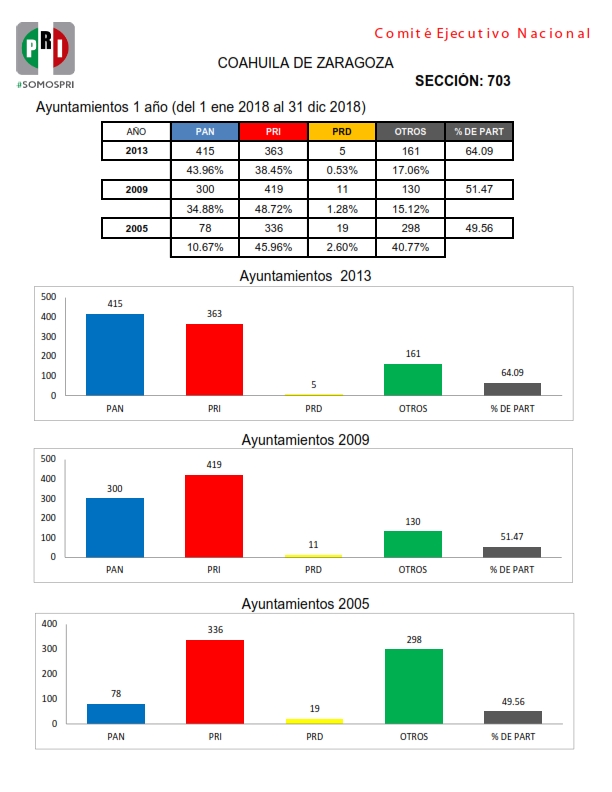 Comité Ejecutivo Nacional
PRI
#SOMOSPRI
COAHUILA DE ZARAGOZA
SECCIÓN: 703
Ayuntamientos 1 año (del 1 ene 2018 al 31 dic 2018)
AÑO PAN PRI PRD OTROS % DE PART
2013 415 363 5 161 64.09
43.96% 38.45% 0.53% 17.06%
2009 300 419 11 130 51.47
34.88% 48.72% 1.28% 15.12%
2005 78 336 19 298 49.56
10.67% 45.96% 2.60% 40.77%
Ayuntamientos 2013
500
400
300
200
100
0
415 363 5 161 64.09
PAN PRI PRD OTROS % DE PART
Ayuntamientos 2009
500
400
300
200
100
0
300 419 11 130 51.47
PAN PRI PRD OTROS % DE PART
Ayuntamientos 2005
400
300
200
100
0
78 336 19 298 49.56
PAN PRI PRD OTROS % DE PART